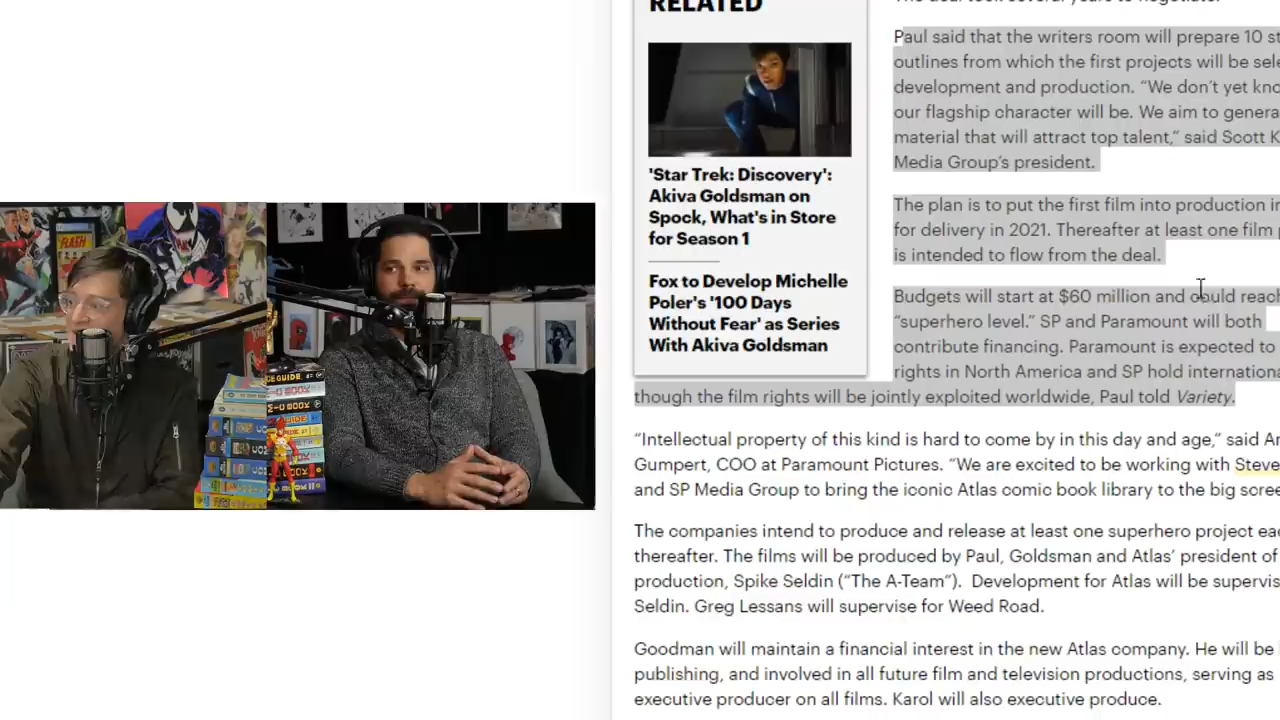 RELATED
'Star Trek: Discovery':
Akiva Goldsman on
Spock, What's in Store
for Season 1
Fox to Develop Michelle
Poler's '100 Days
Without Fear' as Series
With Akiva Goldsman
The deal took several years to negotiate.
Paul said that the writers room will prepare 10 st
outlines from which the first projects will be sele
development and production. “We don’t yet kno
our flagship character will be. We aim to genera
material that will attract top talent,” said Scott K
Media Group’s president.
The plan is to put the first film into production in
for delivery in 2021. Thereafter at least one film p
is intended to flow from the deal.
Budgets will start at $60 million and could reach
“superhero level.” SP and Paramount will both
contribute financing. Paramount is expected to
rights in North America and SP hold internationa
though the film rights will be jointly exploited worldwide, Paul told Variety.
“Intellectual property of this kind is hard to come by in this day and age,” said An
Gumpert, COO at Paramount Pictures. “We are excited to be working with Steve
and SP Media Group to bring the iconic Atlas comic book library to the big scree
The companies intend to produce and release at least one superhero project eac
thereafter. The films will be produced by Paul, Goldsman and Atlas’ president of
production, Spike Seldin (“The A-Team”). Development for Atlas will be supervis
Seldin. Greg Lessans will supervise for Weed Road.
Goodman will maintain a financial interest in the new Atlas company. He will be
publishing, and involved in all future film and television productions, serving as
executive producer on all films. Karol will also executive produce.
FLASH
CE GUIDE